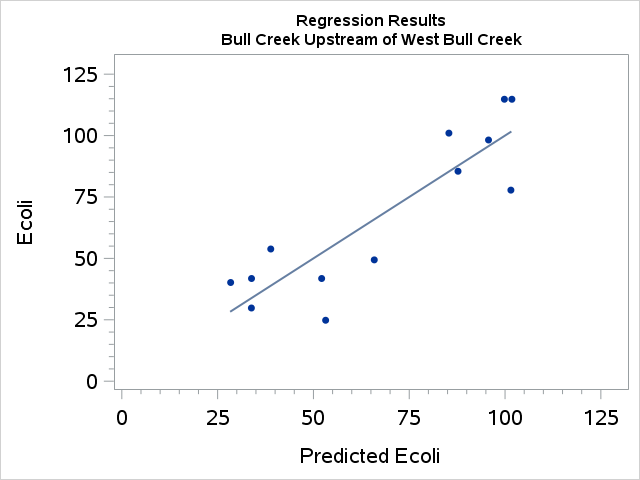 Regression Results
Bull Creek Upstream of West Bull Creek
125
100
75
50
25
0
Ecoli
0 25 50 75 100 125
Predicted Ecoli